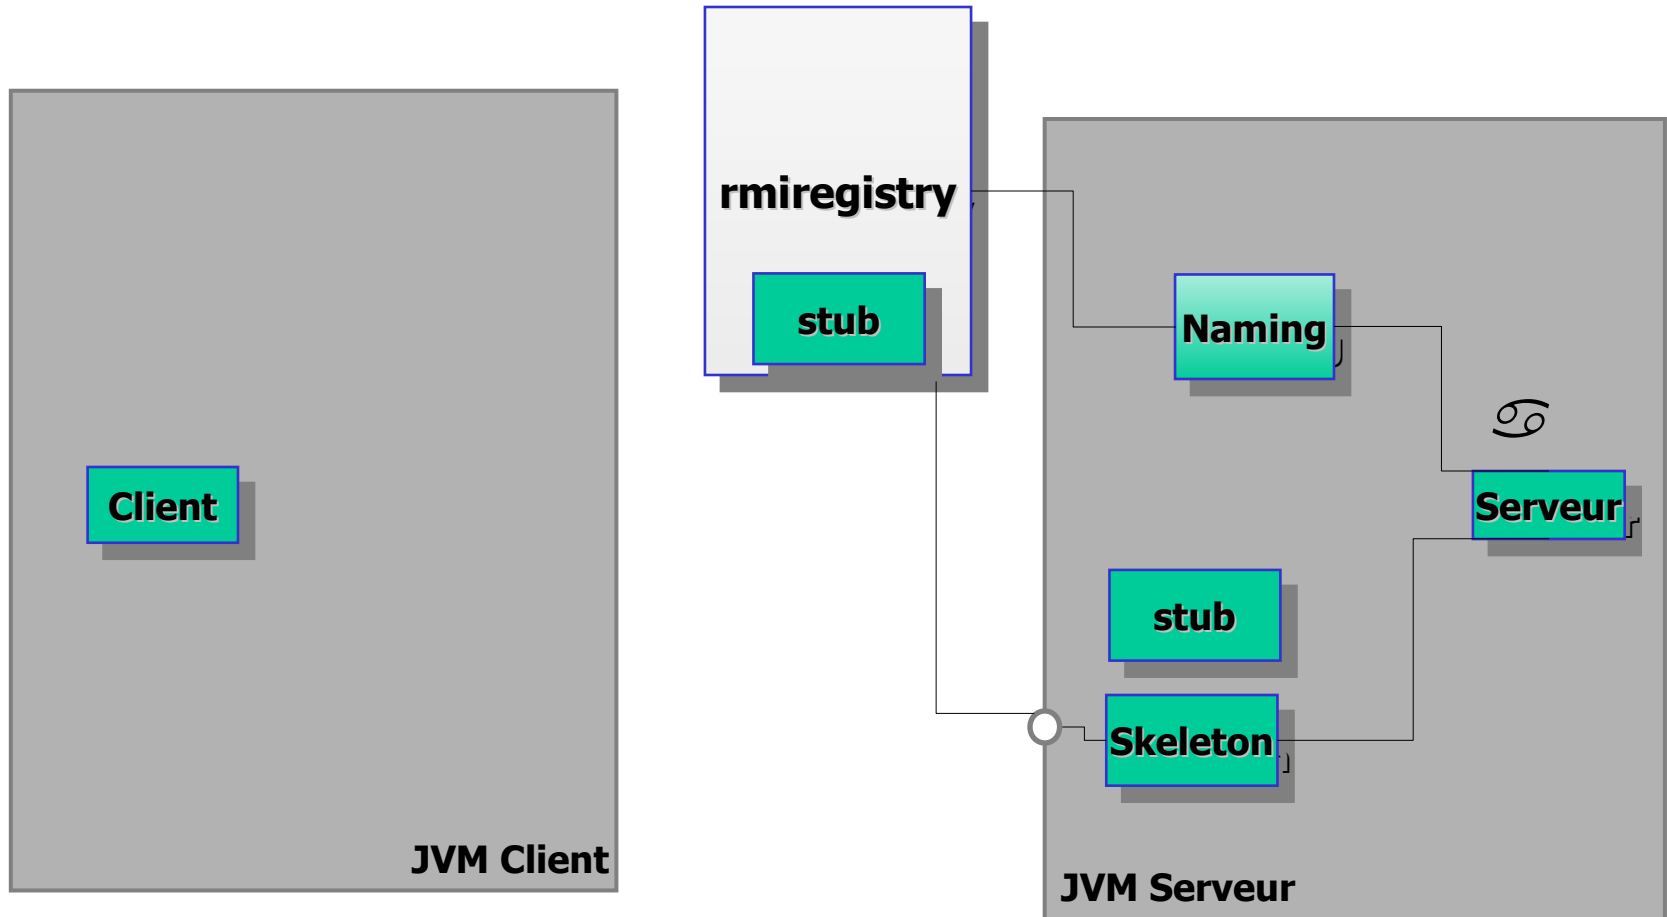 rmiregistry
stub
Naming
♋
Client
Serveur
stub
Skeleton
JVM Client
JVM Serveur